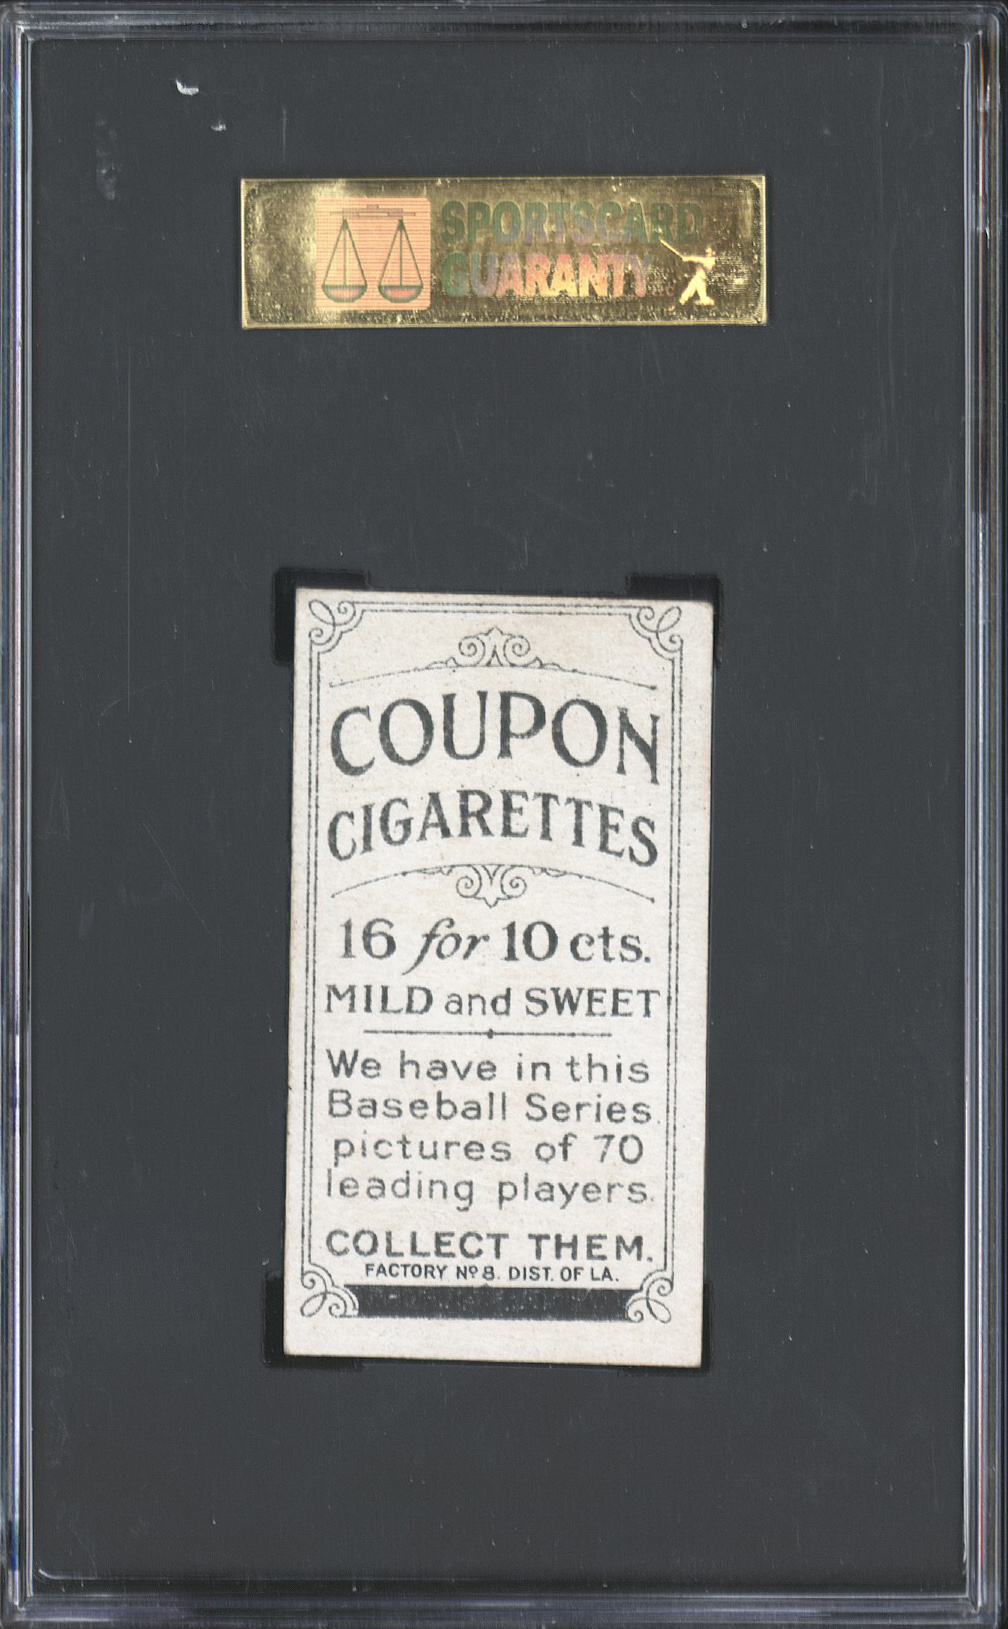 SPORTSCARD
GUARANTY
COUPON
CIGARETTES
16 for 10 cts.
MILD and SWEET
We have in this
Baseball Series
pictures of 70
leading players.
COLLECT THEM.
FACTORY Nº 8. DIST. OF LA.